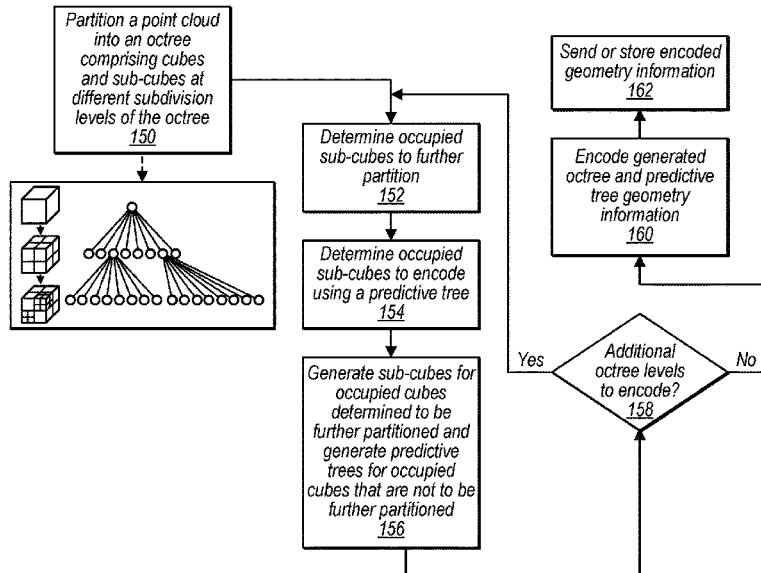 Partition a point cloud
into an octree
comprising cubes
and sub-cubes at
different subdivision
levels of the octree
150
Determine occupied
sub-cubes to further
partition
152
Determine occupied
sub-cubes to encode
using a predictive tree
154
Generate sub-cubes for
occupied cubes
determined to be
further partitioned and
generate predictive
trees for occupied
cubes that are not to be
further partitioned
156
Yes
Additional
octree levels
to encode?
158
No
Encode generated
octree and predictive
tree geometry
information
160
Send or store encoded
geometry information
162